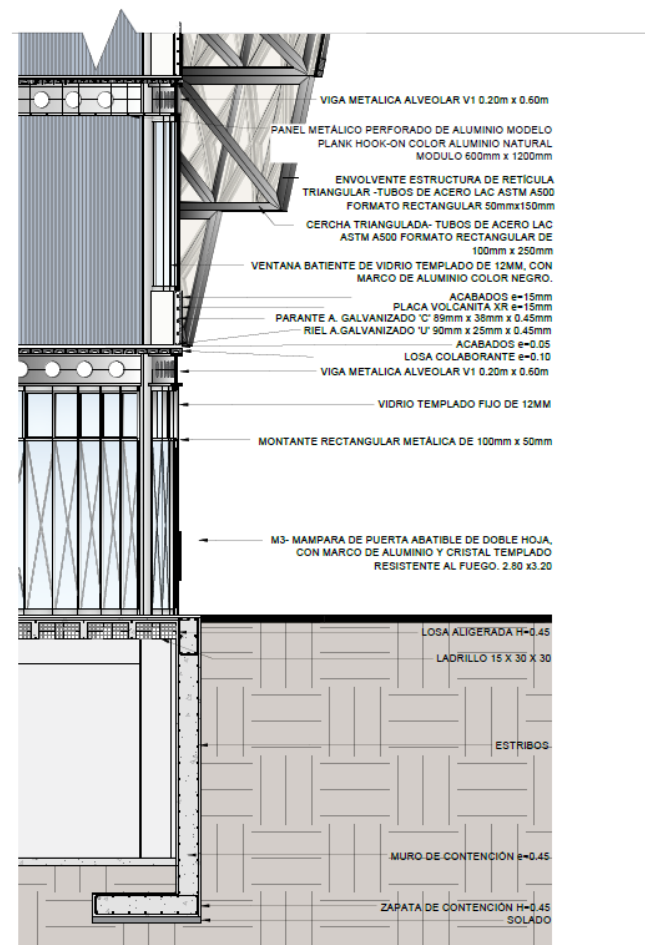 VIGA METALICA ALVEOLAR V1 0.20m x 0.60m
PANEL METÁLICO PERFORADO DE ALUMINIO MODELO
PLANK HOOK-ON COLOR ALUMINIO NATURAL
MODULO 600mm x 1200mm
ENVOLVENTE ESTRUCTURA DE RETÍCULA
TRIANGULAR -TUBOS DE ACERO LAC ASTM A500
FORMATO RECTANGULAR 50mmx150mm
CERCHA TRIANGULADA- TUBOS DE ACERO LAC
ASTM A500 FORMATO RECTANGULAR DE
100mm x 250mm
VENTANA BATIENTE DE VIDRIO TEMPLADO DE 12MM, CON
MARCO DE ALUMINIO COLOR NEGRO.
ACABADOS e=15mm
PLACA VOLCANITA XR e=15mm
PARANTE A. GALVANIZADO 'C' 89mm x 38mm x 0.45mm
RIEL A.GALVANIZADO 'U' 90mm x 25mm x 0.45mm
ACABADOS e=0.05
LOSA COLABORANTE e=0.10
VIGA METALICA ALVEOLAR V1 0.20m x 0.60m
VIDRIO TEMPLADO FIJO DE 12MM
MONTANTE RECTANGULAR METÁLICA DE 100mm x 50mm
M3- MAMPARA DE PUERTA ABATIBLE DE DOBLE HOJA,
CON MARCO DE ALUMINIO Y CRISTAL TEMPLADO
RESISTENTE AL FUEGO. 2.80 x3.20
LOSA ALIGERADA H=0.45
LADRILLO 15 X 30 X 30
ESTRIBOS
MURO DE CONTENCIÓN e=0.45
ZAPATA DE CONTENCIÓN H=0.45
SOLADO